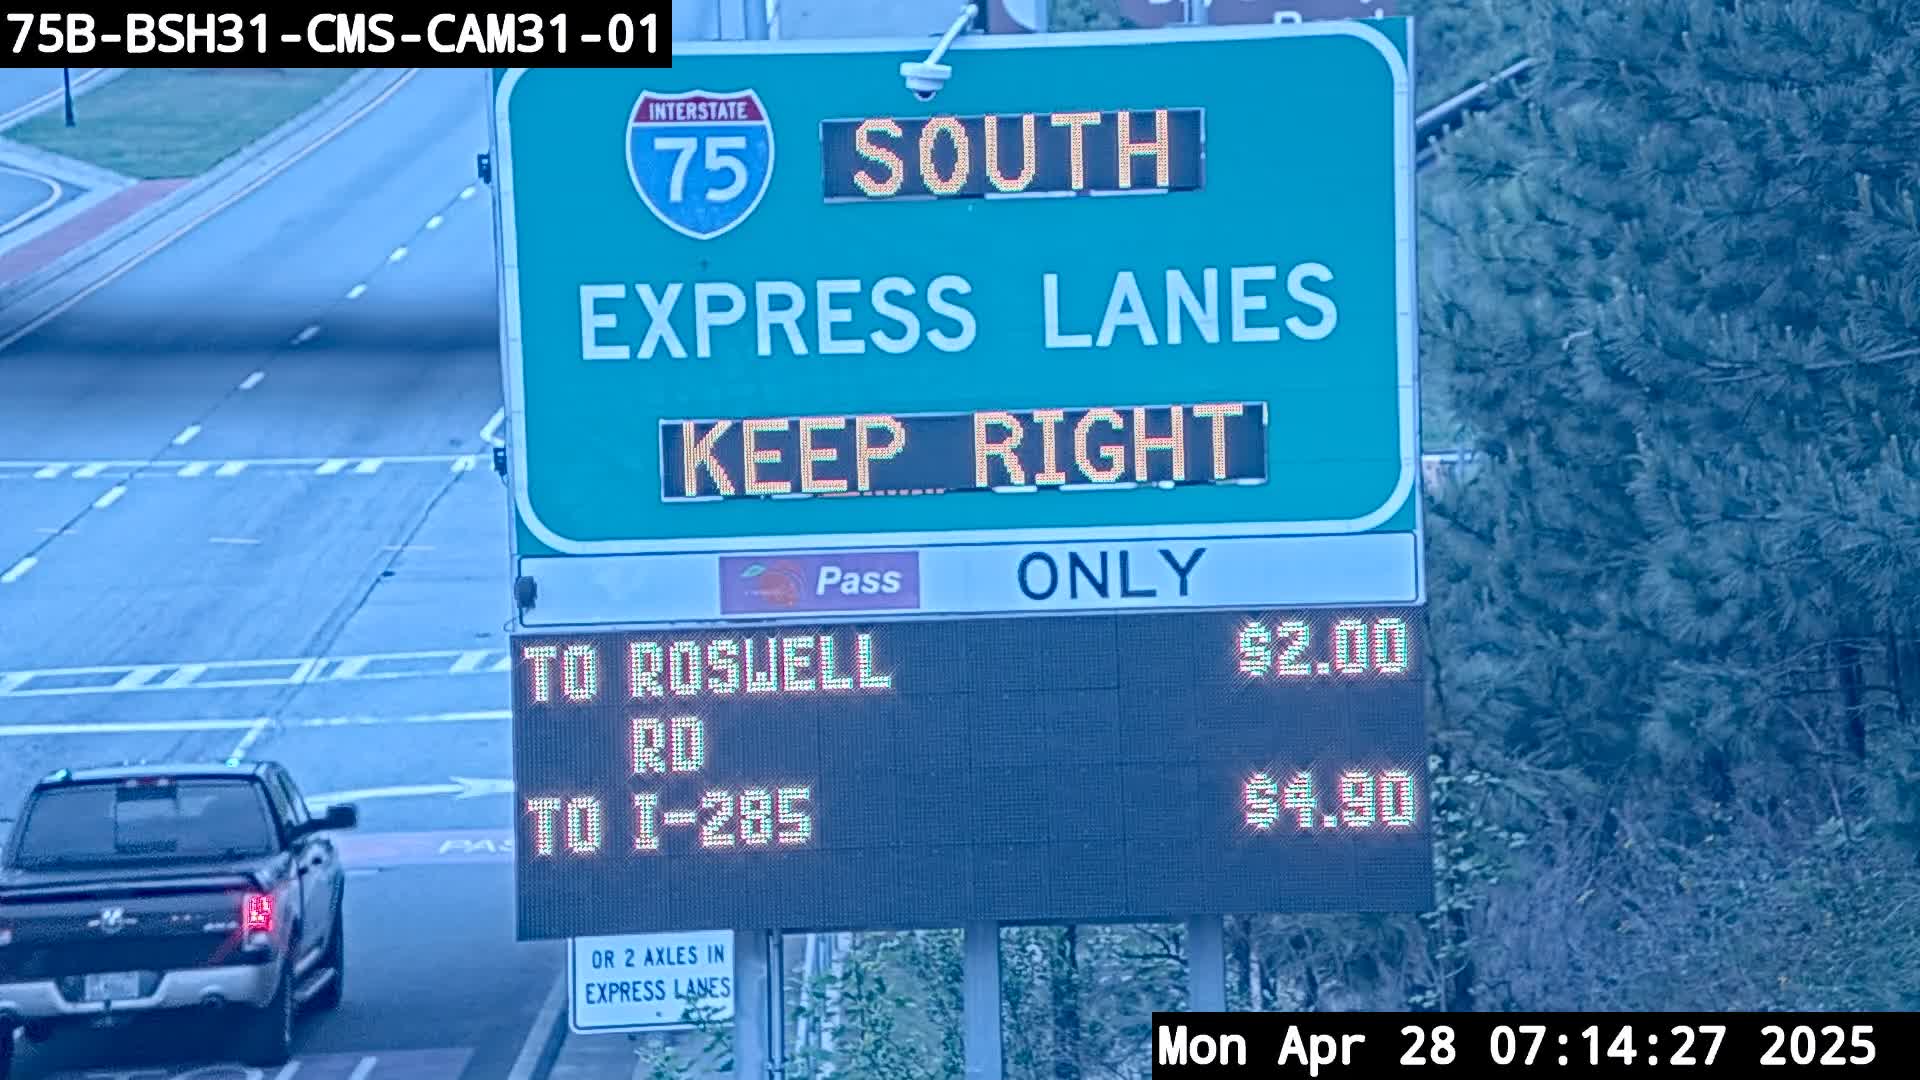 75B-BSH31-CMS-CAM31-01
INTERSTATE
75
SOUTH
EXPRESS LANES
KEEP RIGHT
Pass ONLY
TO ROSWELL $2.00
RD
TO I-285 $4.90
OR 2 AXLES IN
EXPRESS LANES
Mon Apr 28 07:14:27 2025